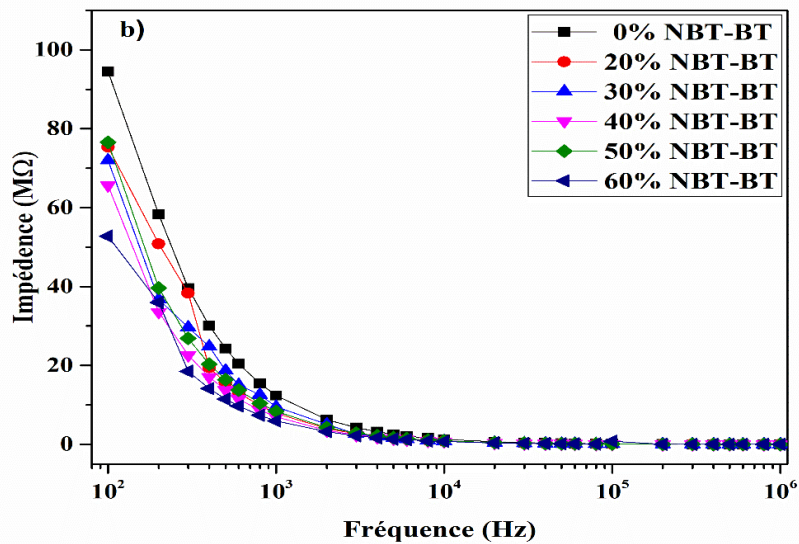 b)
0% NBT-BT
20% NBT-BT
30% NBT-BT
40% NBT-BT
50% NBT-BT
60% NBT-BT
Impédence (MΩ)
100
80
60
40
20
0
10² 10³ 10⁴ 10⁵ 10⁶
Fréquence (Hz)